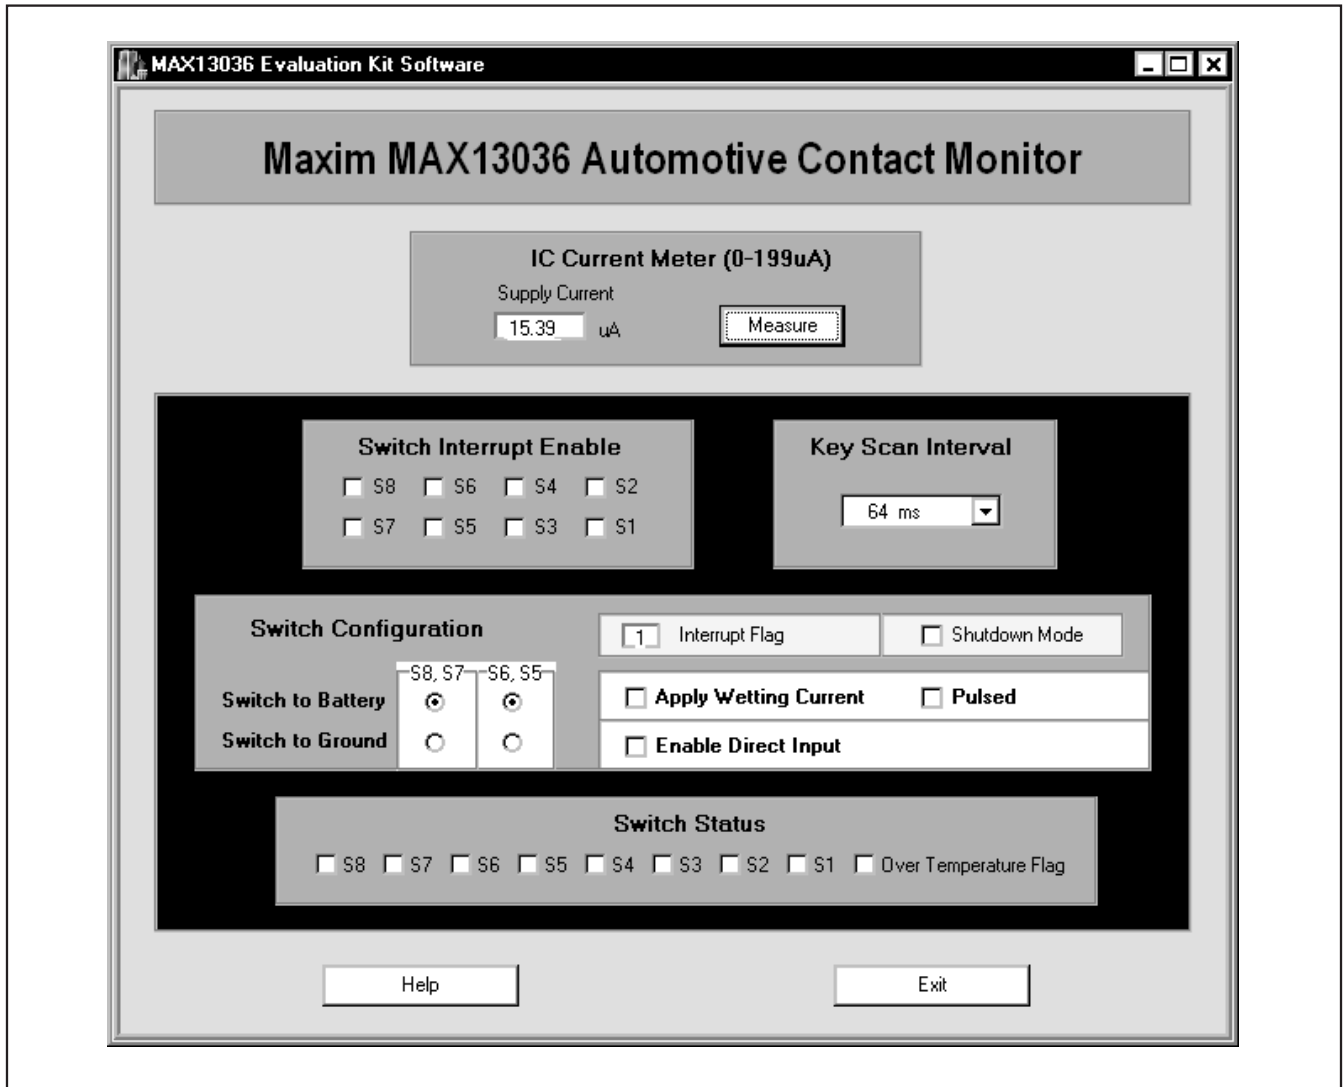 MAX13036 Evaluation Kit Software
Maxim MAX13036 Automotive Contact Monitor
IC Current Meter (0-199uA)
Supply Current
15.39 uA Measure
Switch Interrupt Enable
S8 S6 S4 S2
S7 S5 S3 S1
Key Scan Interval
64 ms
Switch Configuration
1 Interrupt Flag
Shutdown Mode
S8, S7 S6, S5
Switch to Battery
Switch to Ground
Apply Wetting Current
Pulsed
Enable Direct Input
Switch Status
S8 S7 S6 S5 S4 S3 S2 S1 Over Temperature Flag
Help
Exit